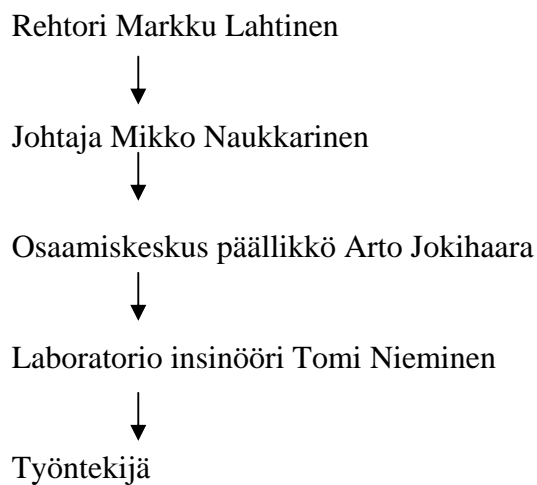 Rehtori Markku Lahtinen
Johtaja Mikko Naukkarinen
Osaamiskeskus päällikkö Arto Jokihaara
Laboratorio insinööri Tomi Nieminen
Työntekijä